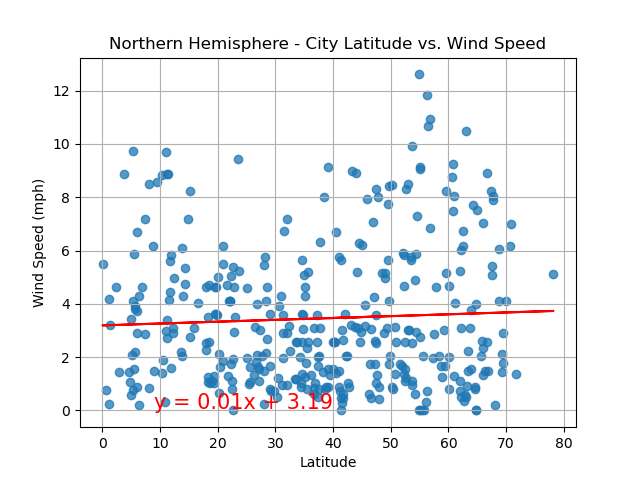 Northern Hemisphere - City Latitude vs. Wind Speed
12
10
8
6
4
2
0
Wind Speed (mph)
y = 0.01x + 3.19
0 10 20 30 40 50 60 70 80
Latitude